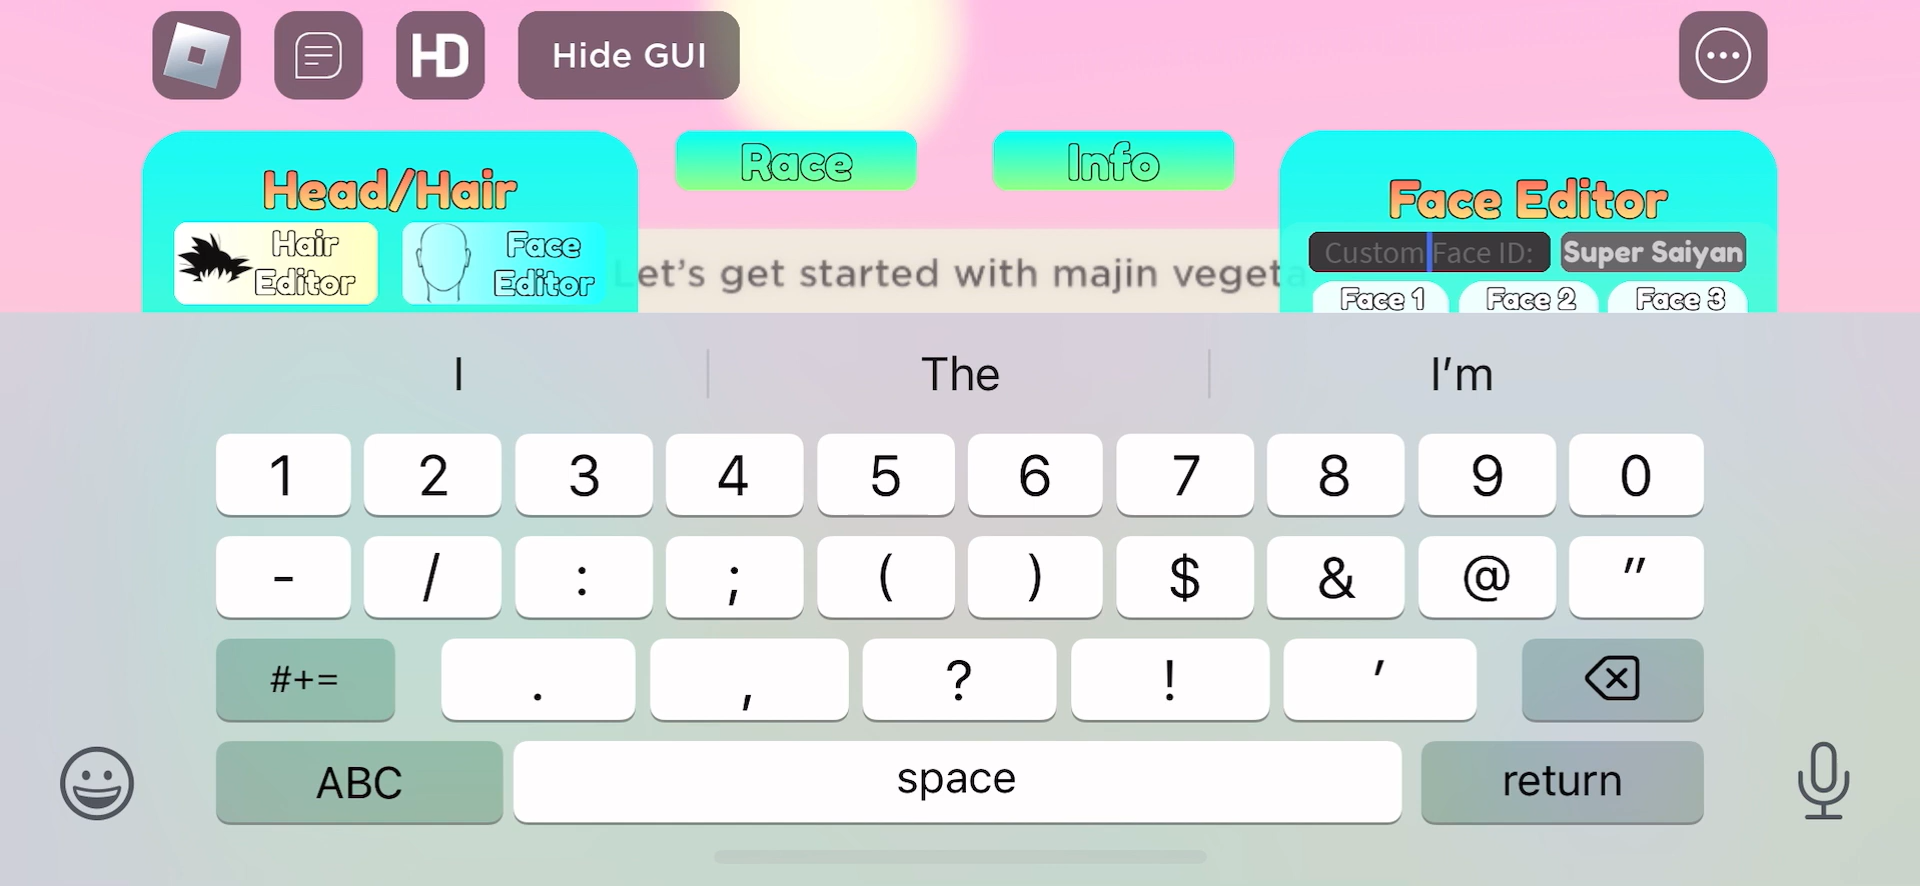 HD
Hide GUI
Head/Hair
Race
Info
Face Editor
Hair
Editor
Face
Editor
Let's get started with majin vegeta
Custom Face ID:
Super Saiyan
Face 1
Face 2
Face 3
I
The
I'm
1 2 3 4 5 6 7 8 9 0
- / : ; ( ) $ & @ "
#+= . , ? ! '
ABC space return